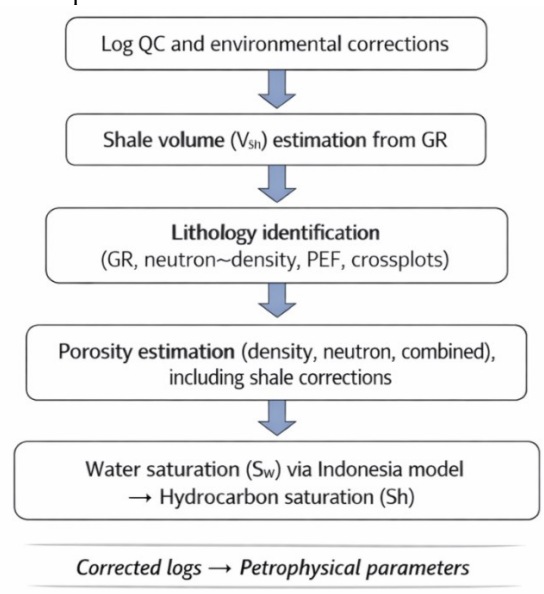 Log QC and environmental corrections
Shale volume (Vsh) estimation from GR
Lithology identification
(GR, neutron~density, PEF, crossplots)
Porosity estimation (density, neutron, combined),
including shale corrections
Water saturation (Sw) via Indonesia model
→ Hydrocarbon saturation (Sh)
Corrected logs → Petrophysical parameters